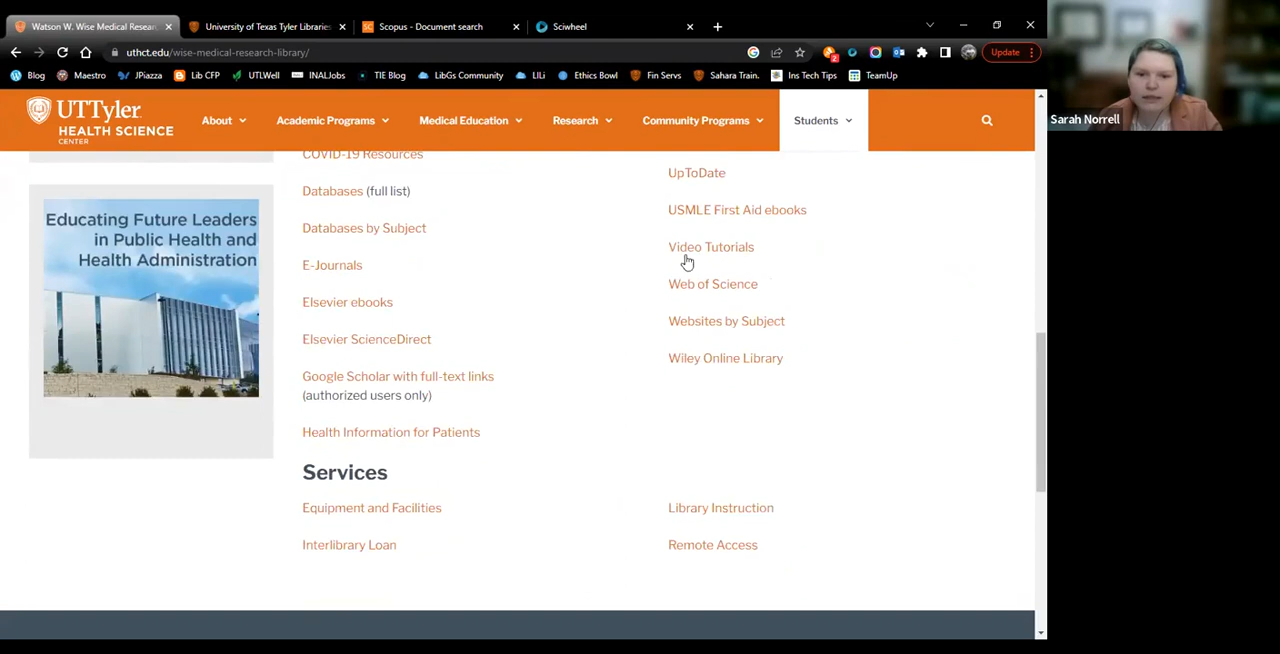 Watson W. Wise Medical Resear
University of Texas Tyler Libraries
Scopus - Document search
Sciwheel
uthct.edu/wise-medical-research-library/
Update
Blog
Maestro
JPiazza
Lib CFP
UTLWell
INALJobs
TIE Blog
LibGs Community
LILi
Ethics Bowl
Fin Servs
Sahara Train.
Ins Tech Tips
TeamUp
UT Tyler
HEALTH SCIENCE
CENTER
About
Academic Programs
Medical Education
Research
Community Programs
Students
Sarah Norrell
Educating Future Leaders
in Public Health and
Health Administration
COVID-19 Resources
Databases (full list)
Databases by Subject
E-Journals
Elsevier ebooks
Elsevier ScienceDirect
Google Scholar with full-text links
(authorized users only)
Health Information for Patients
UpToDate
USMLE First Aid ebooks
Video Tutorials
Web of Science
Websites by Subject
Wiley Online Library
Services
Equipment and Facilities
Interlibrary Loan
Library Instruction
Remote Access